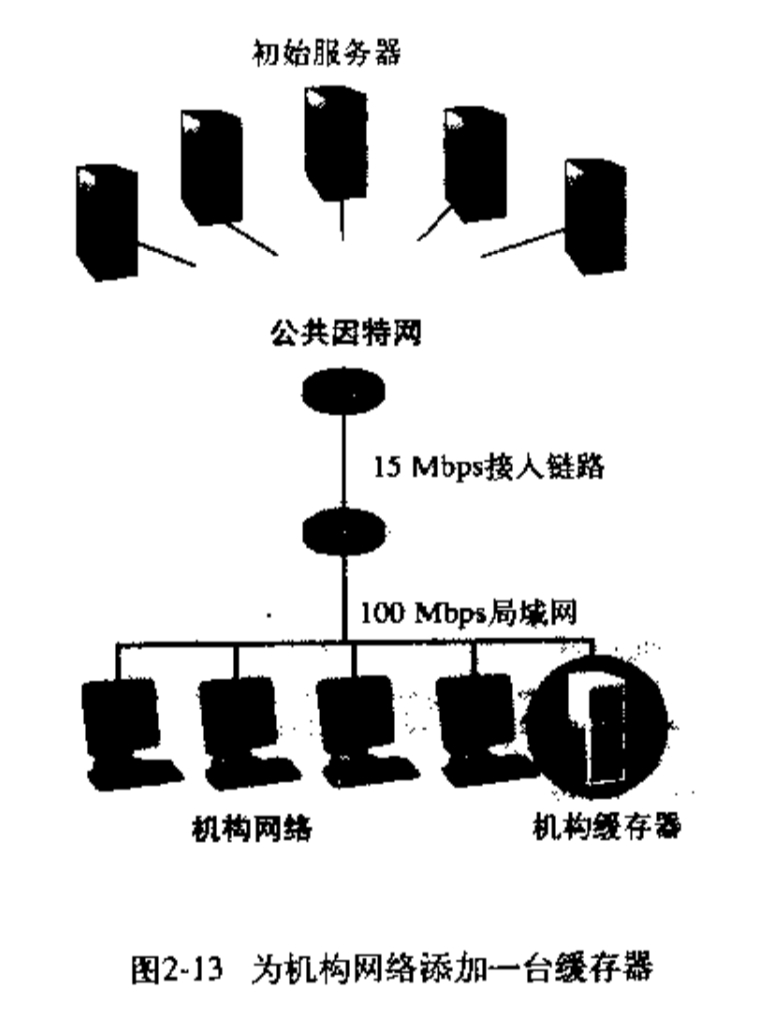 初始服务器
公共因特网
15 Mbps接入链路
100 Mbps局域网
机构网络
机构缓存器
图2-13 为机构网络添加一台缓存器